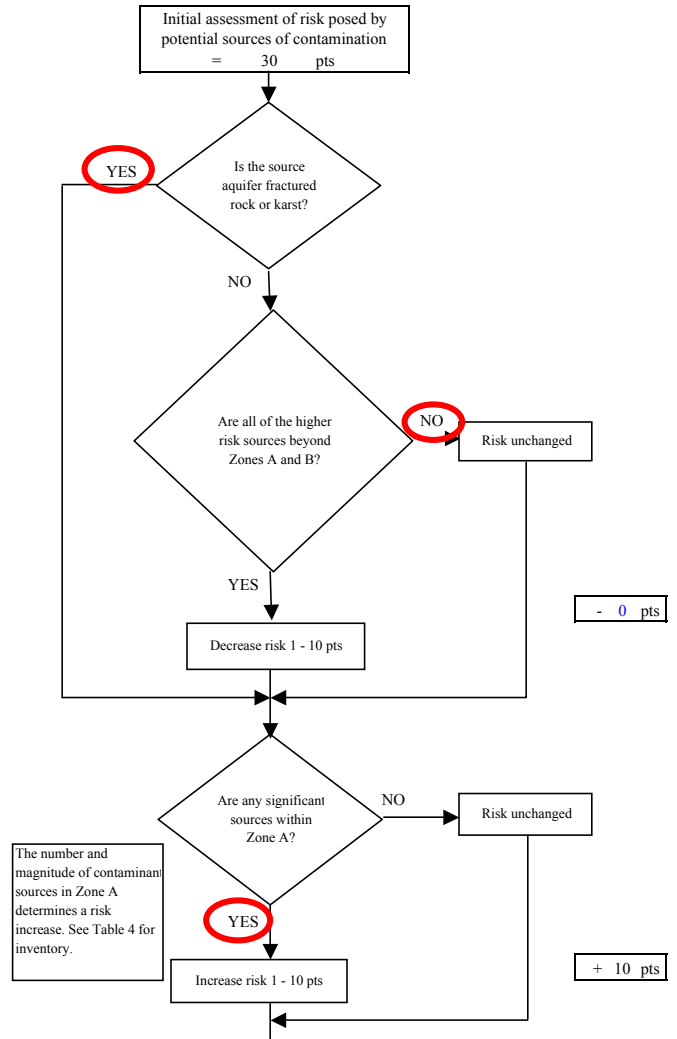 Initial assessment of risk posed by
potential sources of contamination
= 30 pts
YES
Is the source
aquifer fractured
rock or karst?
NO
Are all of the higher
risk sources beyond
Zones A and B?
NO
Risk unchanged
YES
- 0 pts
Decrease risk 1 - 10 pts
Are any significant
sources within
Zone A?
NO
Risk unchanged
The number and
magnitude of contaminant
sources in Zone A
determines a risk
increase. See Table 4 for
inventory.
YES
+ 10 pts
Increase risk 1 - 10 pts